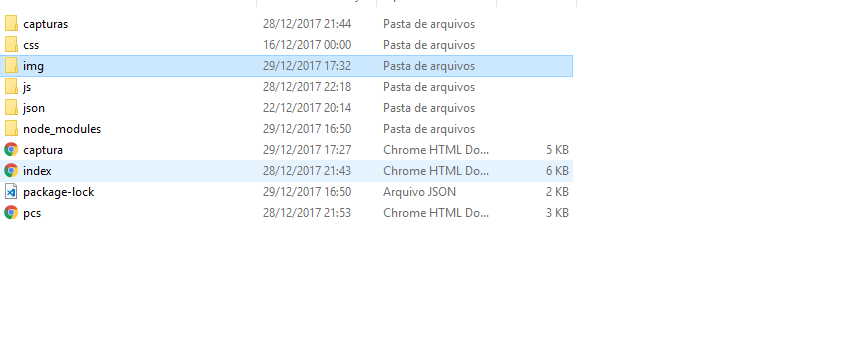 capturas 28/12/2017 21:44 Pasta de arquivos
css 16/12/2017 00:00 Pasta de arquivos
img 29/12/2017 17:32 Pasta de arquivos
js 28/12/2017 22:18 Pasta de arquivos
json 22/12/2017 20:14 Pasta de arquivos
node_modules 29/12/2017 16:50 Pasta de arquivos
captura 29/12/2017 17:27 Chrome HTML Do... 5 KB
index 28/12/2017 21:43 Chrome HTML Do... 6 KB
package-lock 29/12/2017 16:50 Arquivo JSON 2 KB
pcs 28/12/2017 21:53 Chrome HTML Do... 3 KB